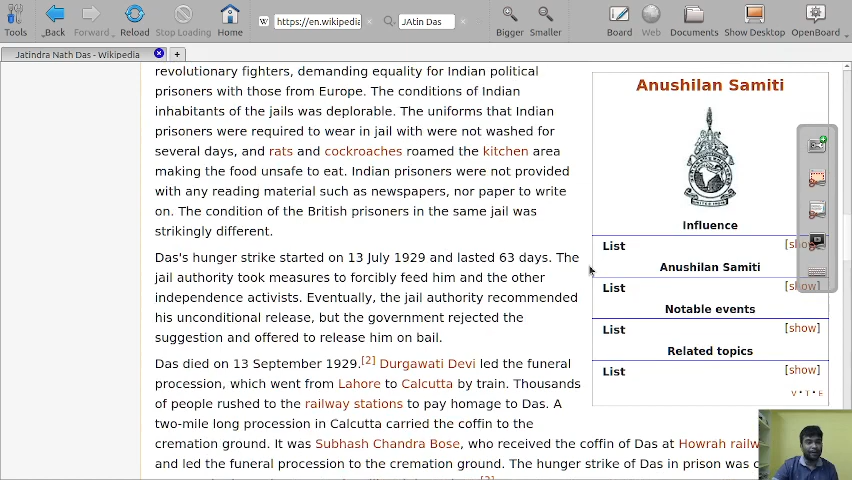 Tools
Back
Forward
Reload
Stop Loading
Home
W https://en.wikipedia
JAtin Das
Bigger
Smaller
Board
Web
Documents
Show Desktop
OpenBoard
Jatindra Nath Das - Wikipedia
revolutionary fighters, demanding equality for Indian political
prisoners with those from Europe. The conditions of Indian
inhabitants of the jails was deplorable. The uniforms that Indian
prisoners were required to wear in jail with were not washed for
several days, and rats and cockroaches roamed the kitchen area
making the food unsafe to eat. Indian prisoners were not provided
with any reading material such as newspapers, nor paper to write
on. The condition of the British prisoners in the same jail was
strikingly different.
Das's hunger strike started on 13 July 1929 and lasted 63 days. The
jail authority took measures to forcibly feed him and the other
independence activists. Eventually, the jail authority recommended
his unconditional release, but the government rejected the
suggestion and offered to release him on bail.
Das died on 13 September 1929.[2] Durgawati Devi led the funeral
procession, which went from Lahore to Calcutta by train. Thousands
of people rushed to the railway stations to pay homage to Das. A
two-mile long procession in Calcutta carried the coffin to the
cremation ground. It was Subhash Chandra Bose, who received the coffin of Das at Howrah railw
and led the funeral procession to the cremation ground. The hunger strike of Das in prison was
Anushilan Samiti
Influence
List [show]
Anushilan Samiti
List [show]
Notable events
List [show]
Related topics
List [show]
V • T • E